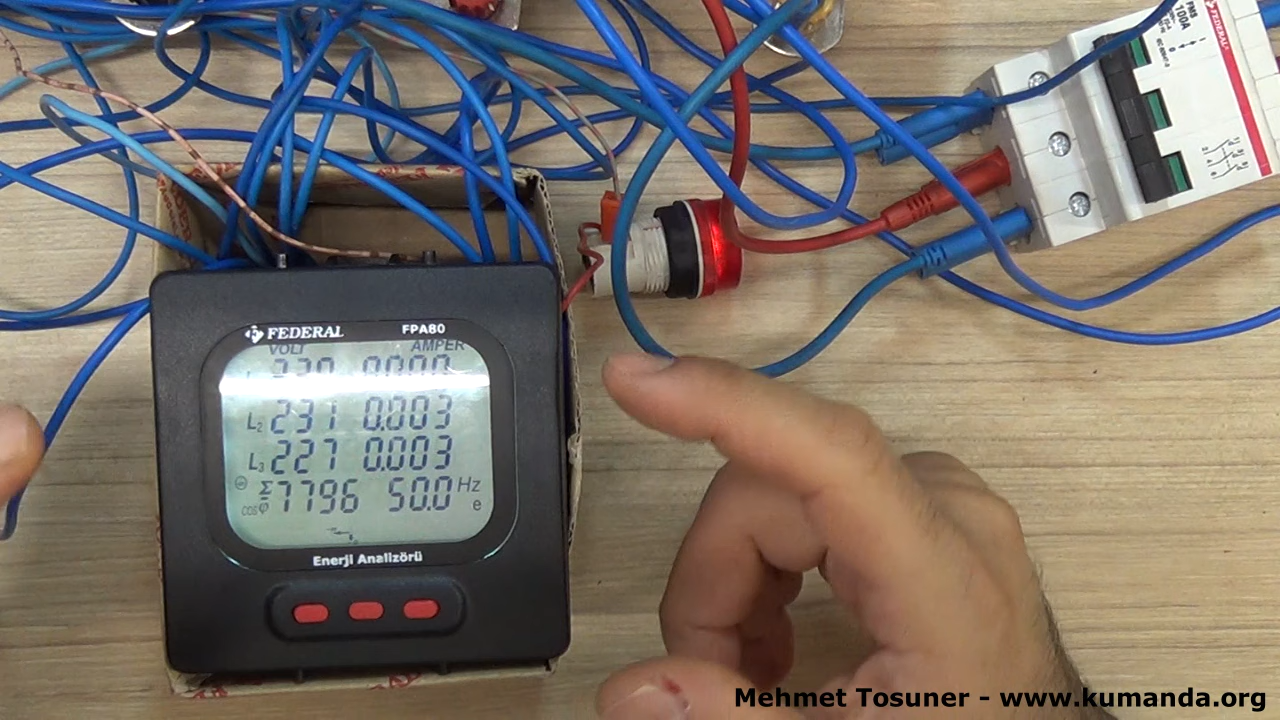 FEDERAL FPA80
VOLT AMPER
L2 231 0.003
L3 227 0.003
Σ 7796 50.0 Hz
cosφ e
Enerji Analizörü
FEDERAL
100A
Mehmet Tosuner - www.kumanda.org